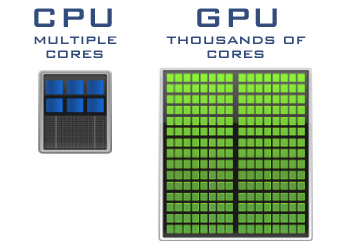 CPU
MULTIPLE
CORES
GPU
THOUSANDS OF
CORES